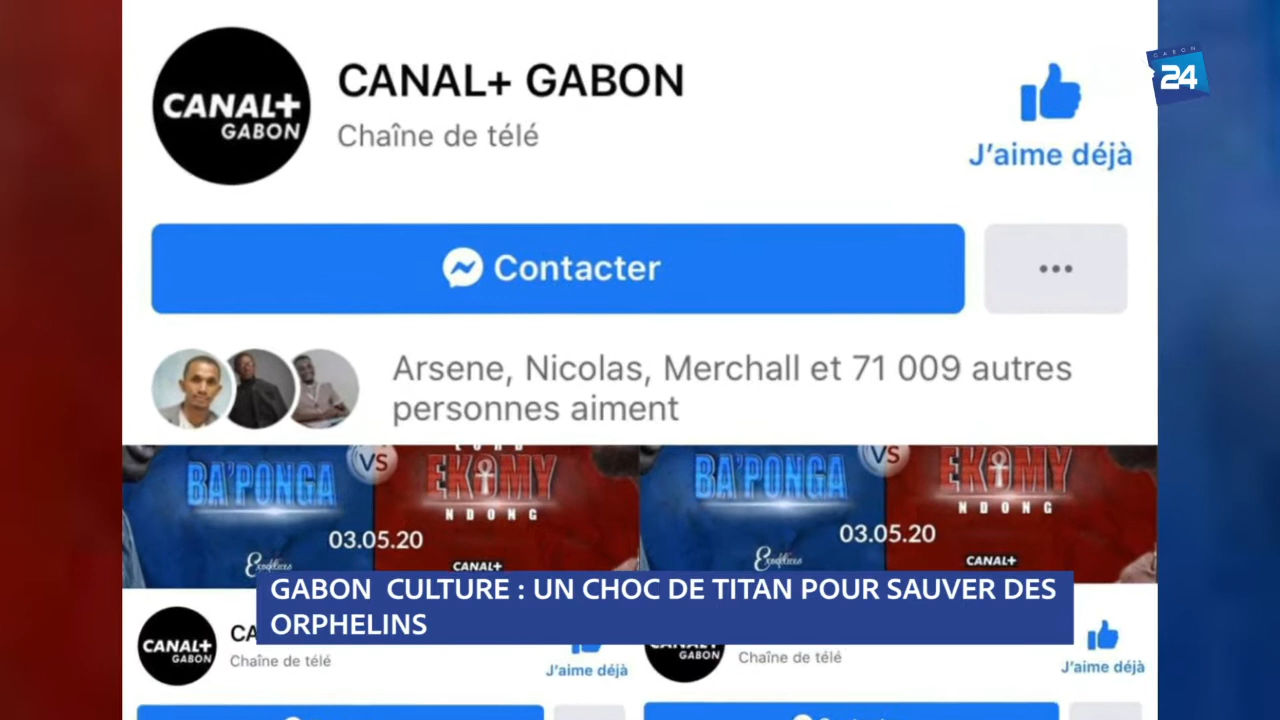 CANAL+
GABON
CANAL+ GABON
Chaîne de télé
J'aime déjà
GABON
24
Contacter
Arsene, Nicolas, Merchall et 71 009 autres
personnes aiment
BA'PONGA
VS
EKOMY
NDONG
03.05.20
CANAL+
BA'PONGA
VS
EKOMY
NDONG
03.05.20
CANAL+
GABON CULTURE : UN CHOC DE TITAN POUR SAUVER DES
ORPHELINS
CANAL+
GABON
CA
Chaîne de télé
J'aime déjà
GABON
Chaîne de télé
J'aime déjà